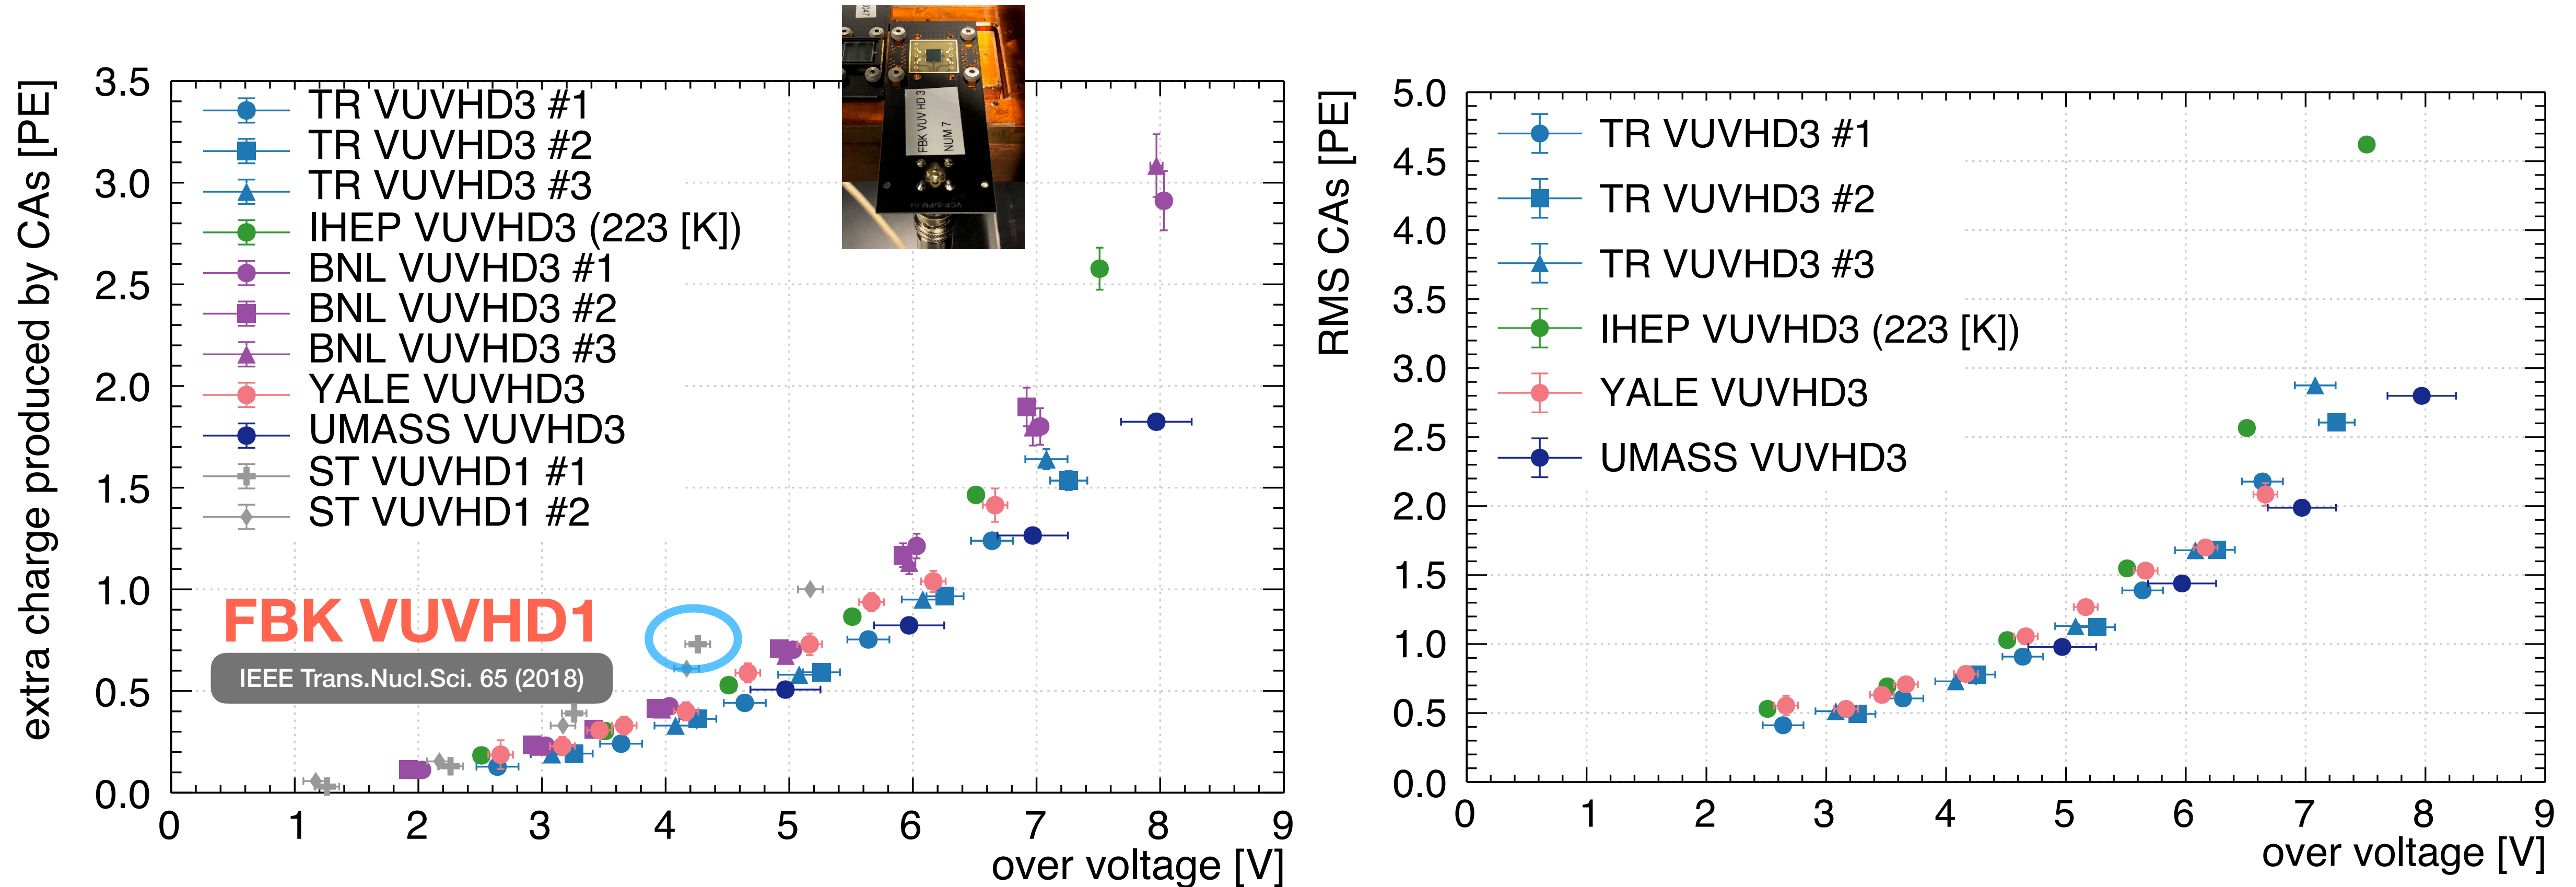 extra charge produced by CAs [PE]
3.5
3.0
2.5
2.0
1.5
1.0
0.5
0.0
TR VUVHD3 #1
TR VUVHD3 #2
TR VUVHD3 #3
IHEP VUVHD3 (223 [K])
BNL VUVHD3 #1
BNL VUVHD3 #2
BNL VUVHD3 #3
YALE VUVHD3
UMASS VUVHD3
ST VUVHD1 #1
ST VUVHD1 #2
FBK VUVHD1
IEEE Trans.Nucl.Sci. 65 (2018)
FBK VUV HD 3
NUM 7
0 1 2 3 4 5 6 7 8 9
over voltage [V]
RMS CAs [PE]
5.0
4.5
4.0
3.5
3.0
2.5
2.0
1.5
1.0
0.5
0.0
TR VUVHD3 #1
TR VUVHD3 #2
TR VUVHD3 #3
IHEP VUVHD3 (223 [K])
YALE VUVHD3
UMASS VUVHD3
0 1 2 3 4 5 6 7 8 9
over voltage [V]